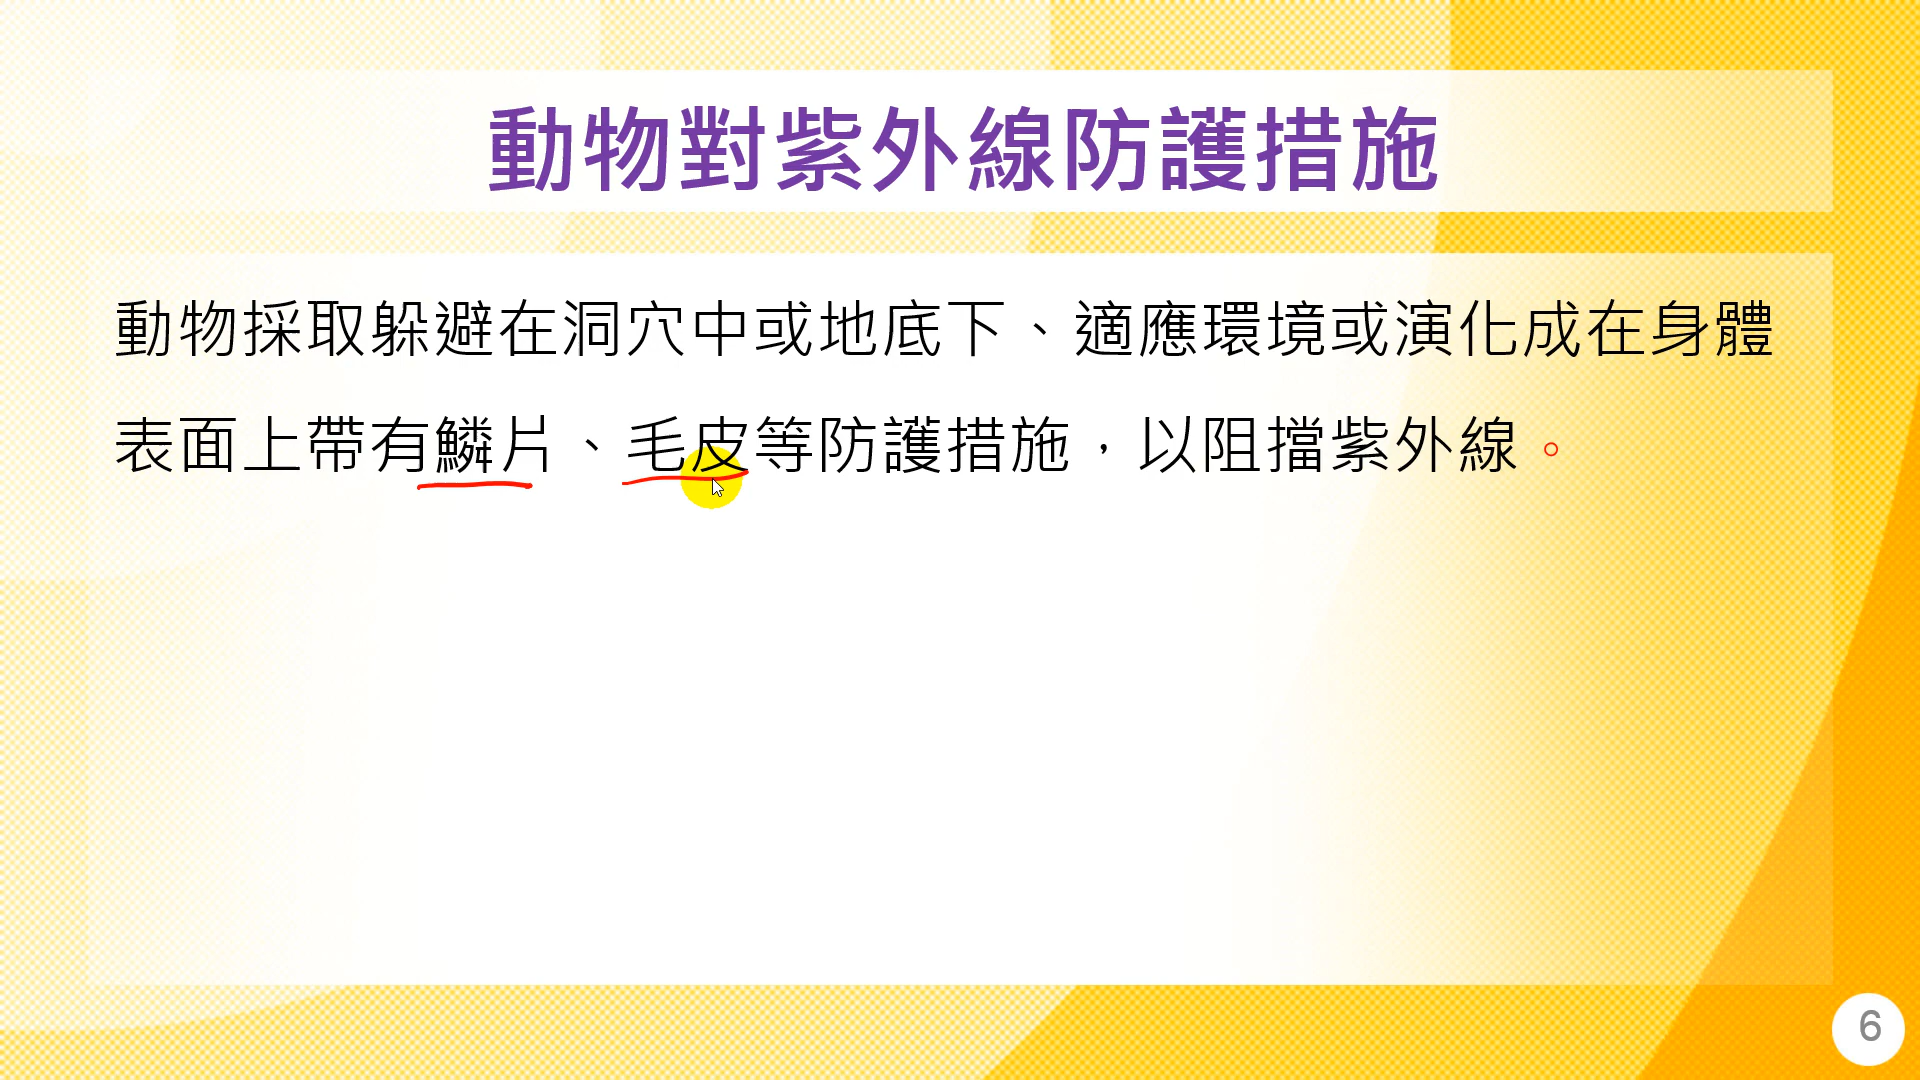 動物對紫外線防護措施
動物採取躲避在洞穴中或地底下、適應環境或演化成在身體
表面上帶有鱗片、毛皮等防護措施，以阻擋紫外線。
6